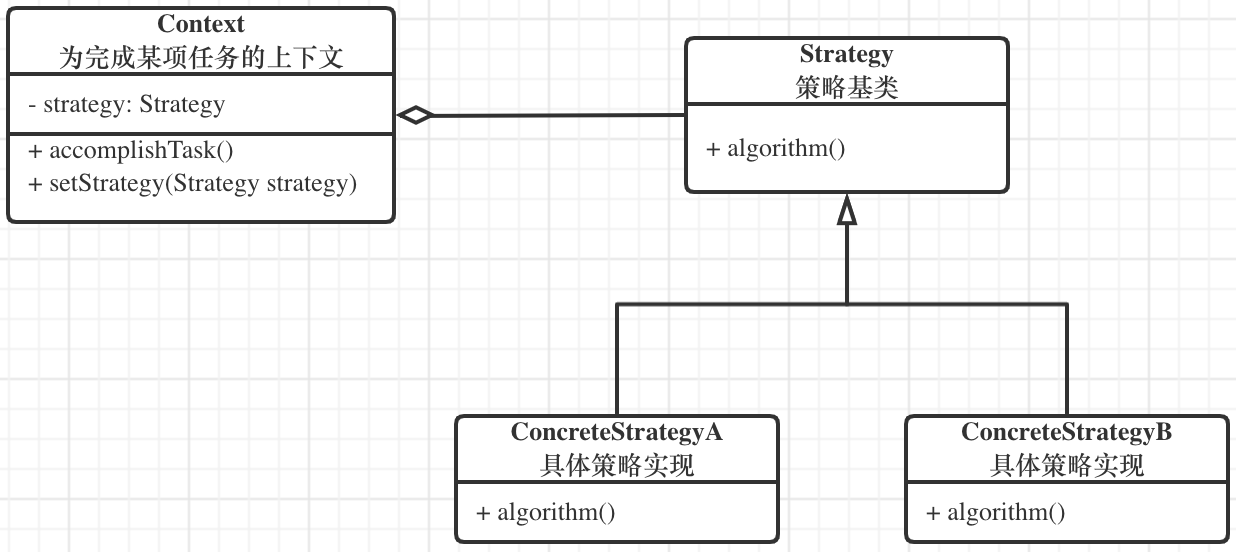 Context
为完成某项任务的上下文
- strategy: Strategy
+ accomplishTask()
+ setStrategy(Strategy strategy)
Strategy
策略基类
+ algorithm()
ConcreteStrategyA
具体策略实现
+ algorithm()
ConcreteStrategyB
具体策略实现
+ algorithm()